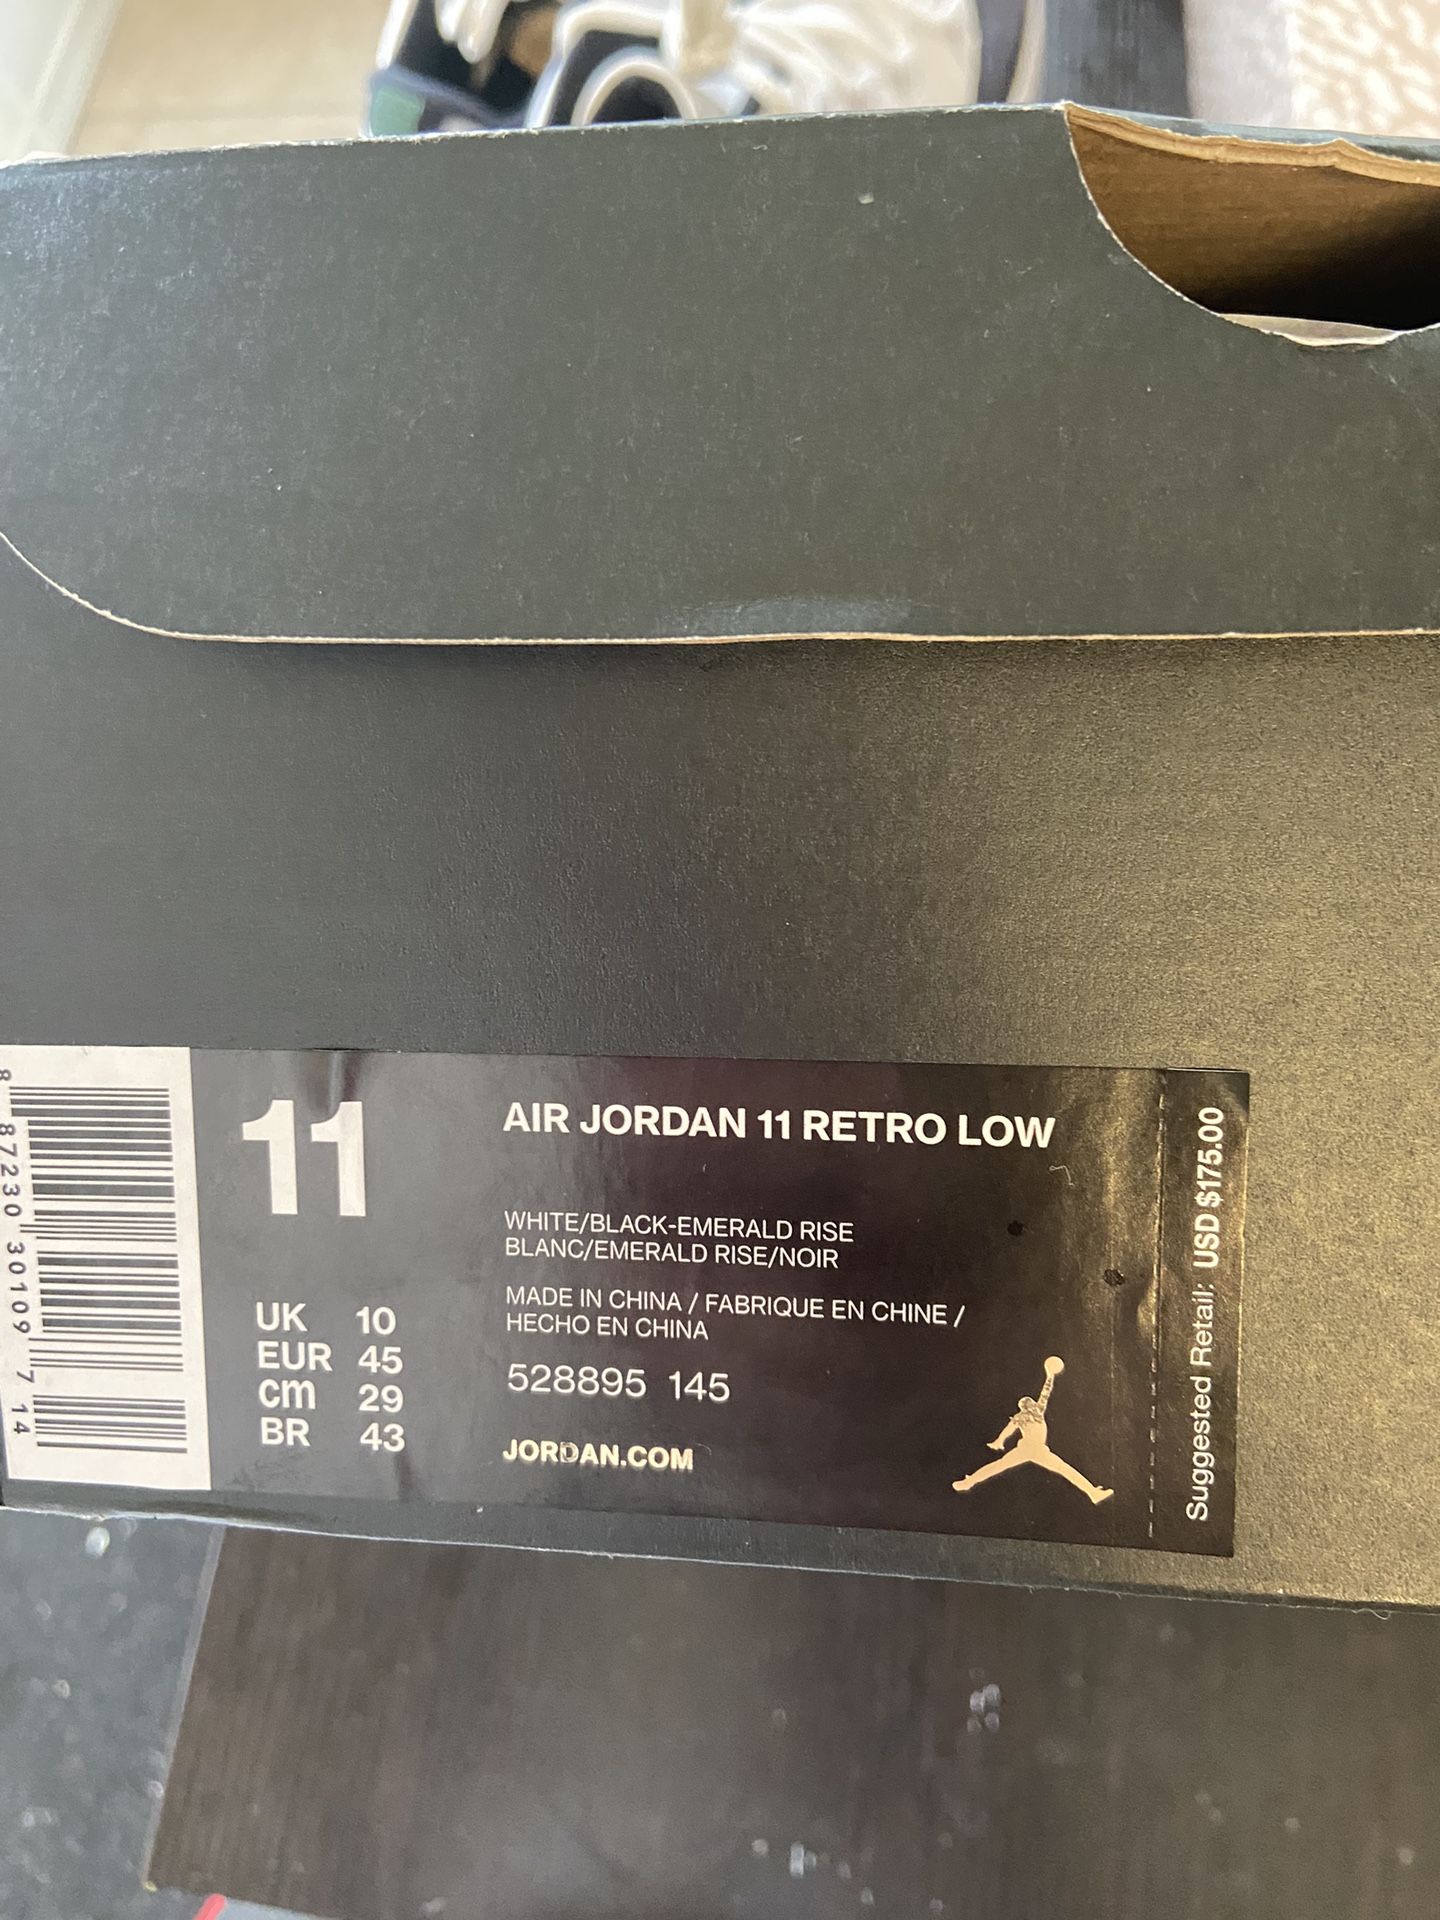 8 87230 30109 7 14
11
UK 10
EUR 45
cm 29
BR 43
AIR JORDAN 11 RETRO LOW
WHITE/BLACK-EMERALD RISE
BLANC/EMERALD RISE/NOIR
MADE IN CHINA / FABRIQUE EN CHINE /
HECHO EN CHINA
528895 145
JORDAN.COM
Suggested Retail: USD $175.00